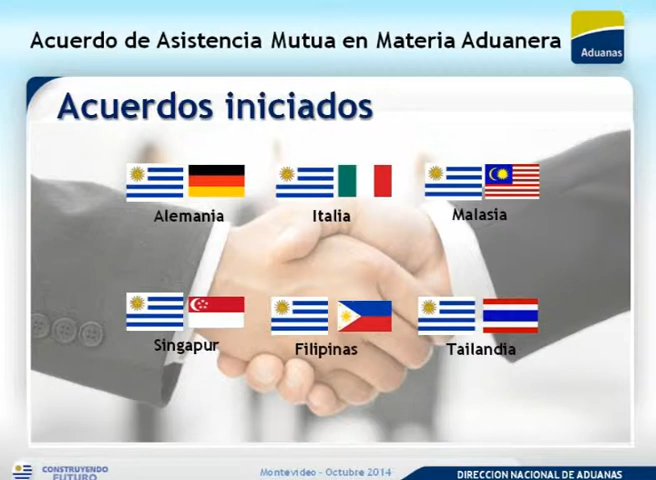 Acuerdo de Asistencia Mutua en Materia Aduanera
Aduanas
Acuerdos iniciados
Alemania
Italia
Malasia
Singapur
Filipinas
Tailandia
CONSTRUYENDO
FUTURO
Montevideo - Octubre 2014
DIRECCION NACIONAL DE ADUANAS